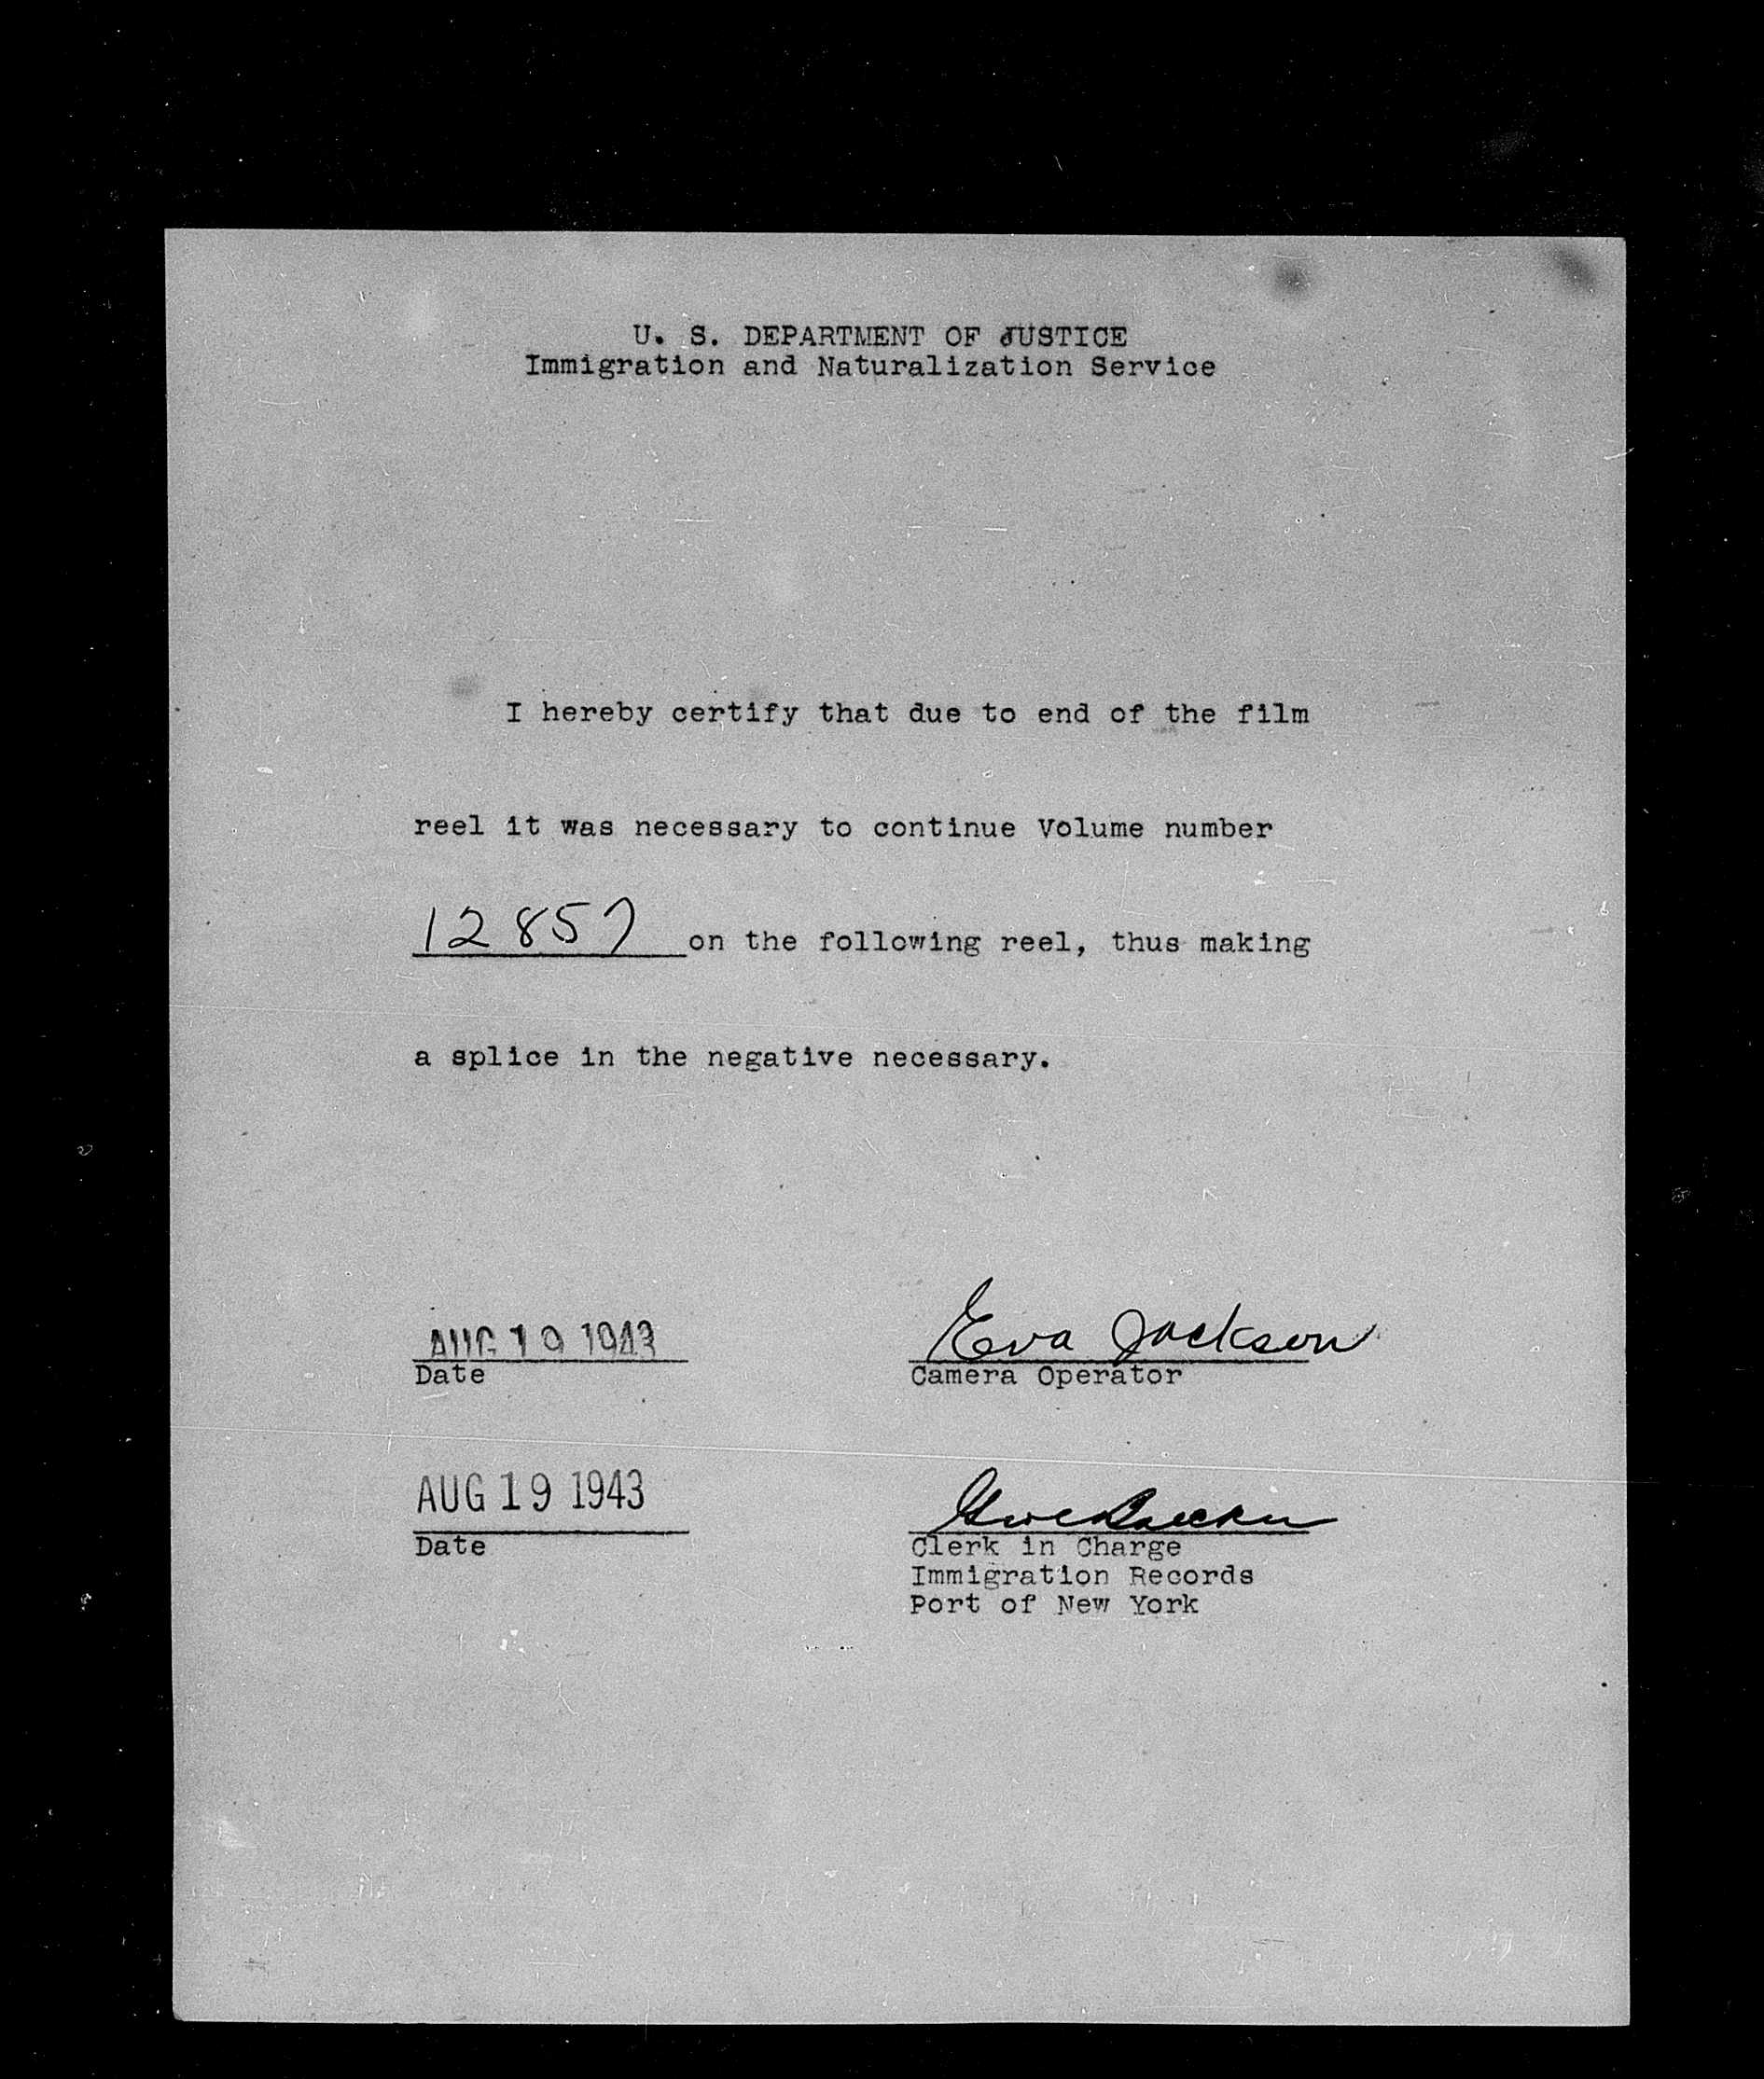 U. S. DEPARTMENT OF JUSTICE
Immigration and Naturalization Service
I hereby certify that due to end of the film
reel it was necessary to continue Volume number
12857 on the following reel, thus making
a splice in the negative necessary.
AUG 19 1943 Eva Jackson
Date Camera Operator
AUG 19 1943
Date Clerk in Charge
Immigration Records
Port of New York